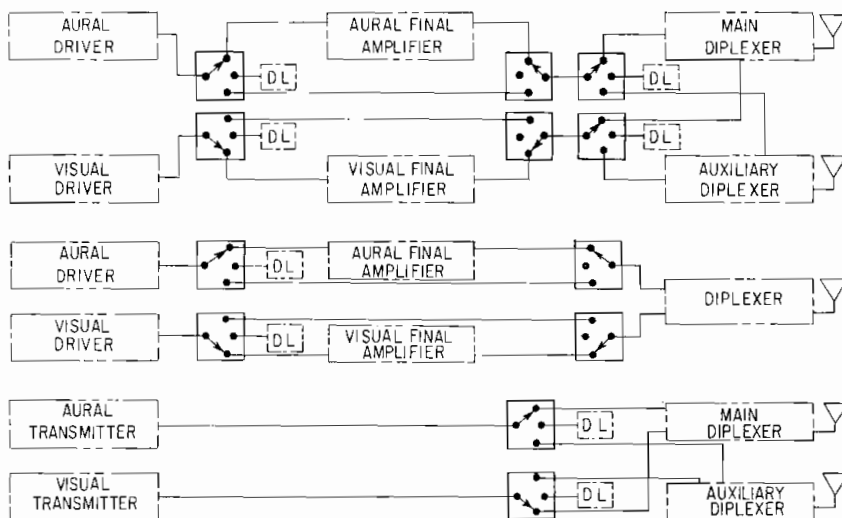 AURAL
DRIVER
AURAL FINAL
AMPLIFIER
MAIN
DIPLEXER
DL
DL
DL
DL
VISUAL
DRIVER
VISUAL FINAL
AMPLIFIER
AUXILIARY
DIPLEXER
AURAL
DRIVER
DL
AURAL FINAL
AMPLIFIER
DIPLEXER
VISUAL
DRIVER
DL
VISUAL FINAL
AMPLIFIER
AURAL
TRANSMITTER
DL
MAIN
DIPLEXER
VISUAL
TRANSMITTER
DL
AUXILIARY
DIPLEXER